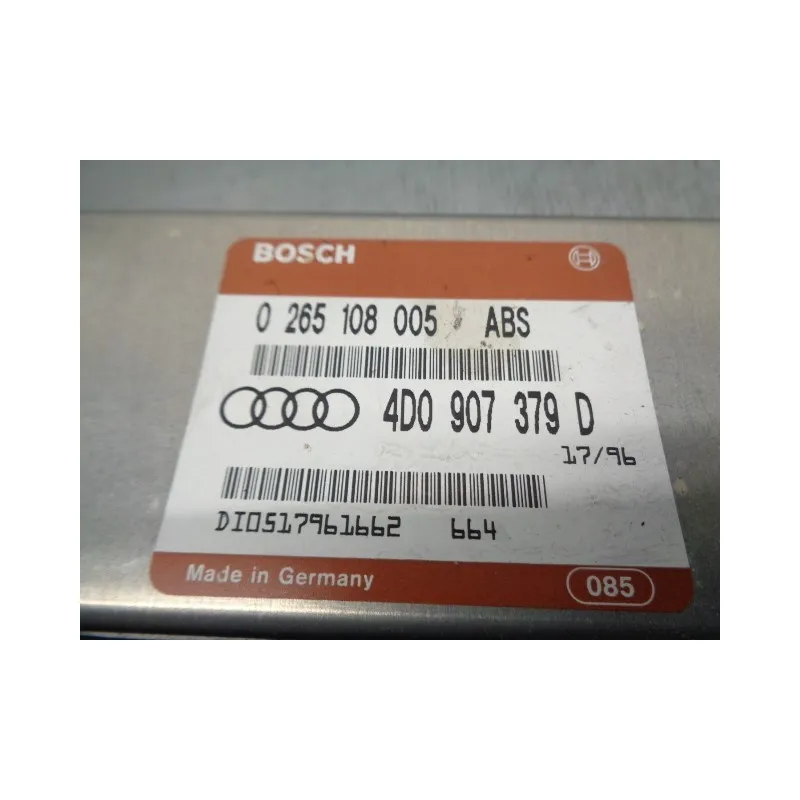 BOSCH
0 265 108 005 ABS
4D0 907 379 D
17/96
DI0517961662 664
Made in Germany 085